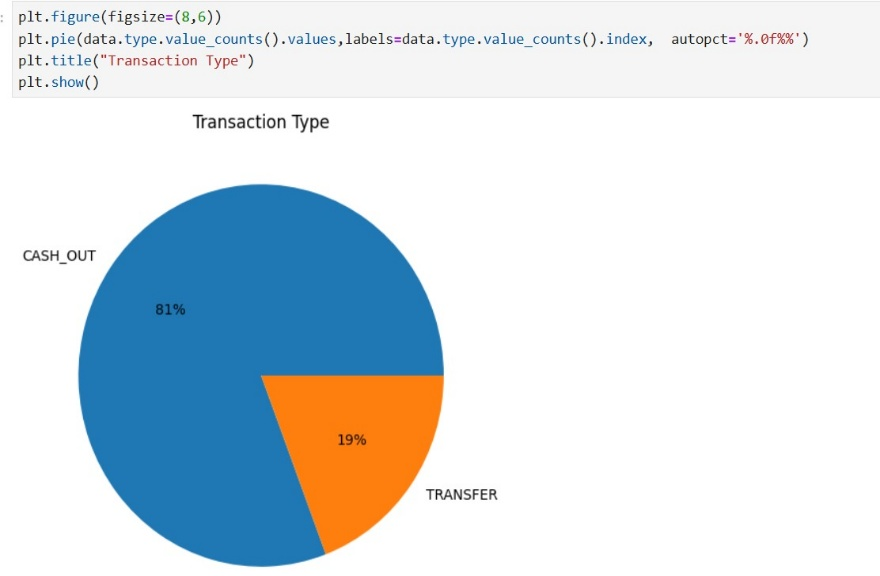 :
plt.figure(figsize=(8,6))
plt.pie(data.type.value_counts().values,labels=data.type.value_counts().index,  autopct='%.0f%%')
plt.title("Transaction Type")
plt.show()
Transaction Type
CASH_OUT
81%
19%
TRANSFER